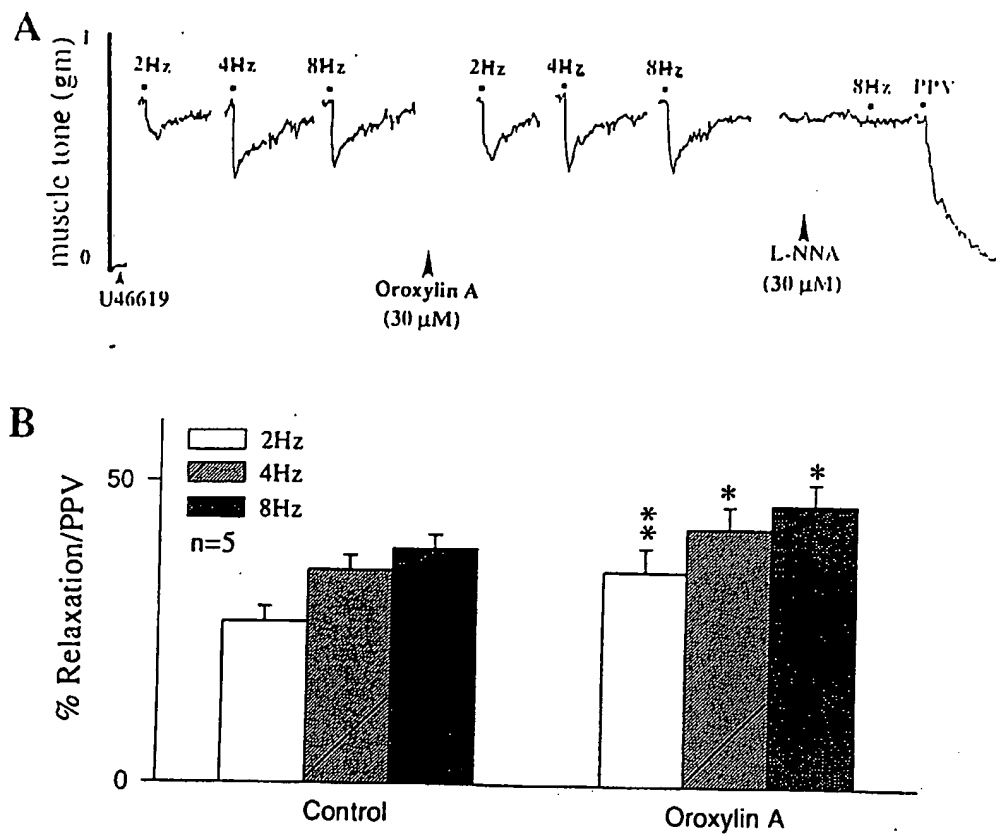 A
1
muscle tone (gm)
0
2Hz 4Hz 8Hz 2Hz 4Hz 8Hz 8Hz PPV
U46619
Oroxylin A
(30 µM)
L-NNA
(30 µM)
B
% Relaxation/PPV
50
0
2Hz
4Hz
8Hz
n=5
*
*
*
*
Control
Oroxylin A